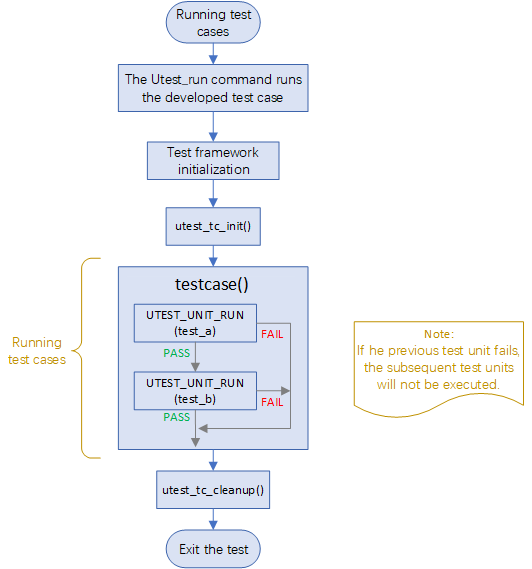 Running test
cases
The Utest_run command runs
the developed test case
Test framework
initialization
utest_tc_init()
testcase()
UTEST_UNIT_RUN
(test_a)
FAIL
PASS
UTEST_UNIT_RUN
(test_b)
FAIL
PASS
Running
test cases
Note:
If he previous test unit fails,
the subsequent test units
will not be executed.
utest_tc_cleanup()
Exit the test